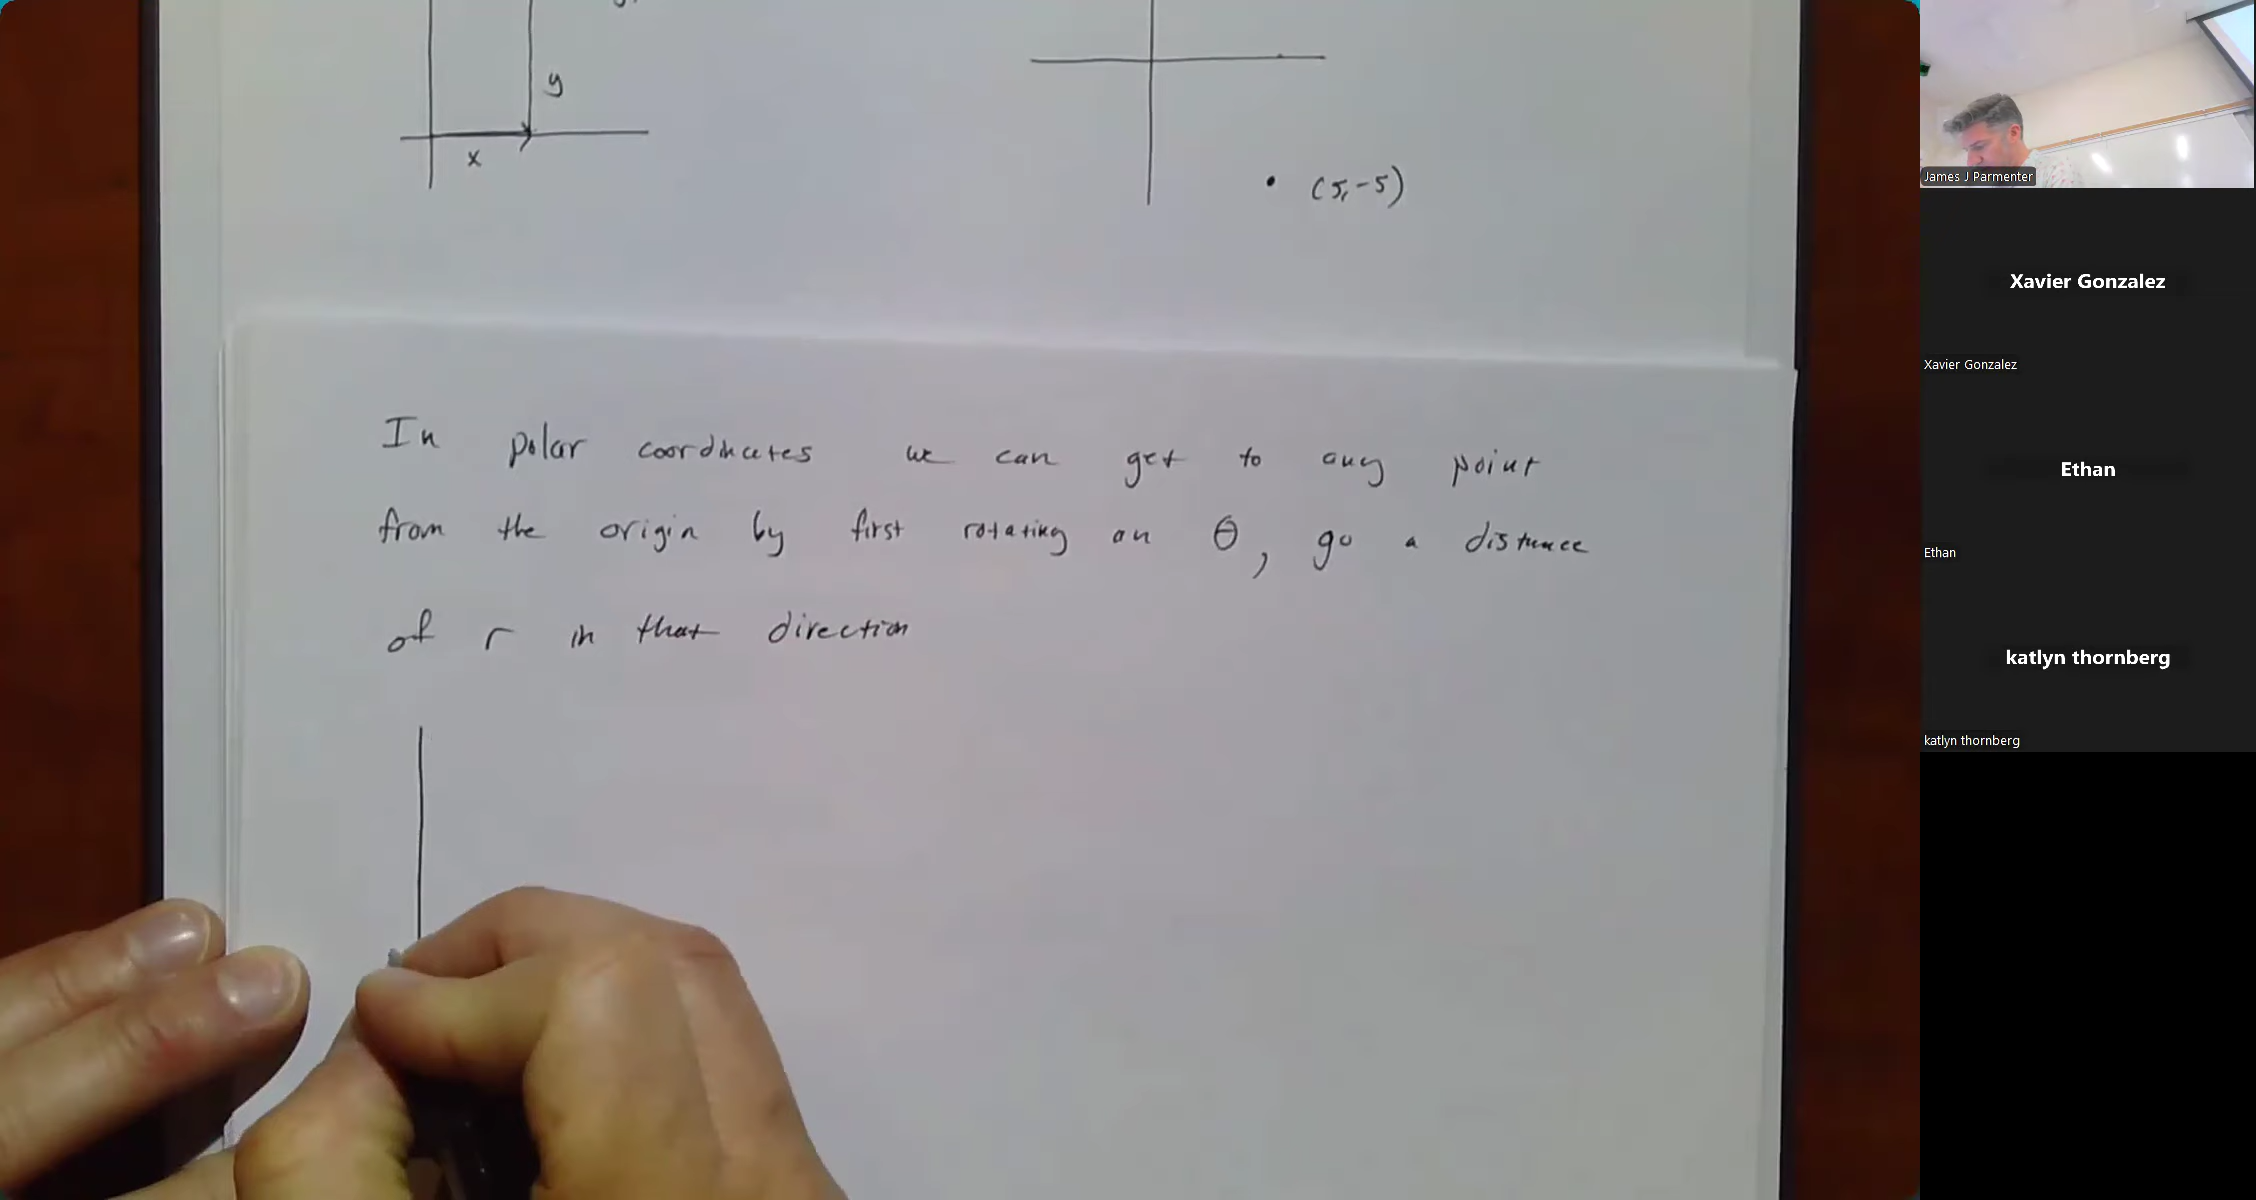 y
x
(5,-5)
In polar coordinates we can get to any point
from the origin by first rotating an θ, go a distance
of r in that direction
James J Parmenter
Xavier Gonzalez
Xavier Gonzalez
Ethan
Ethan
katlyn thornberg
katlyn thornberg